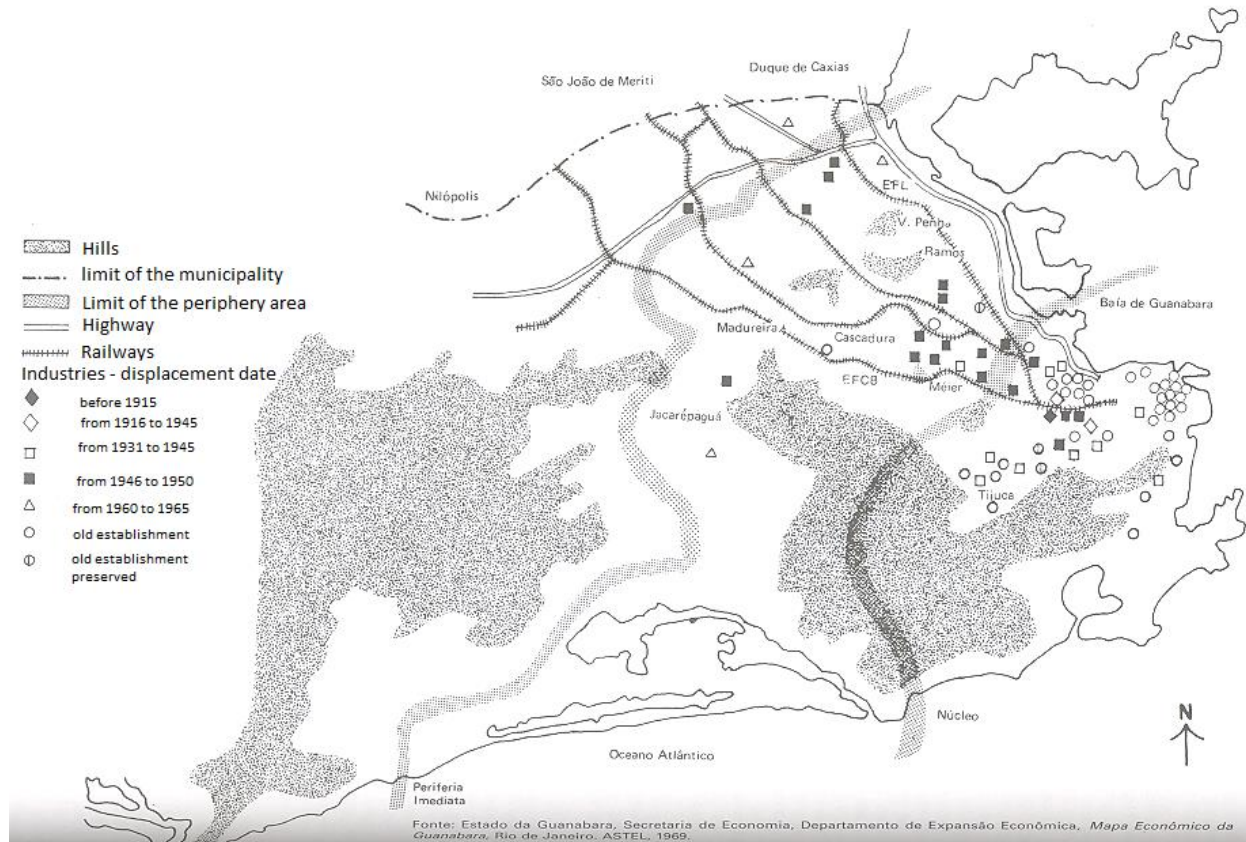 Duque de Caxias
São João de Meriti
Nilópolis
EFL
V. Penha
Ramos
Baía de Guanabara
Madureira
Cascadura
EFCB
Méier
Jacarépaguá
Tijuca
Núcleo
Oceano Atlântico
Periferia
Imediata
N
Hills
limit of the municipality
Limit of the periphery area
Highway
Railways
Industries - displacement date
before 1915
from 1916 to 1945
from 1931 to 1945
from 1946 to 1950
from 1960 to 1965
old establishment
old establishment
preserved
Fonte: Estado da Guanabara, Secretaria de Economia, Departamento de Expansão Econômica, Mapa Econômico da
Guanabara, Rio de Janeiro. ASTEL, 1969.